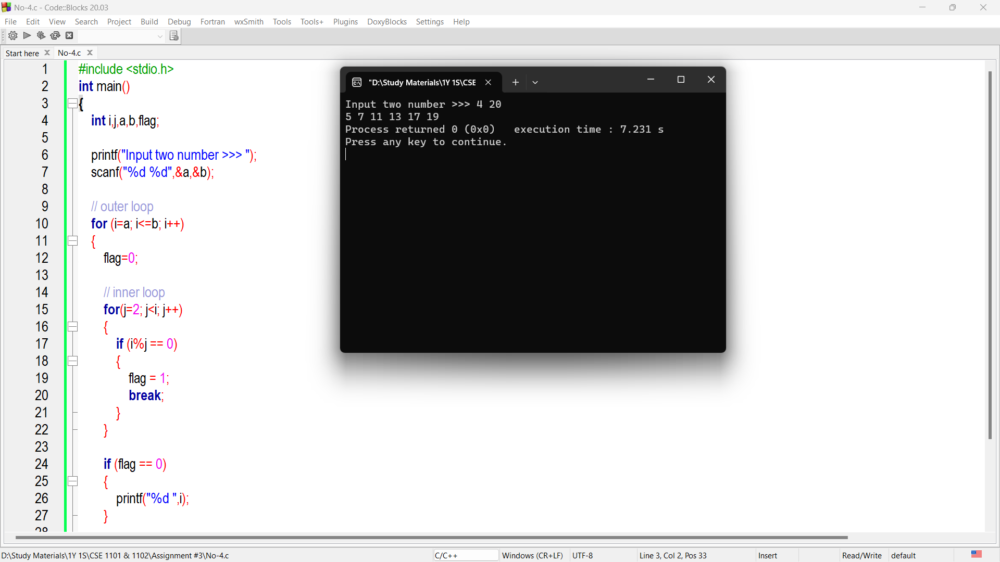 No-4.c - Code::Blocks 20.03
File Edit View Search Project Build Debug Fortran wxSmith Tools Tools+ Plugins DoxyBlocks Settings Help
Start here No-4.c
1 #include <stdio.h>
2 int main()
3 {
4 int i,j,a,b,flag;
5
6 printf("Input two number >>> ");
7 scanf("%d %d",&a,&b);
8
9 // outer loop
10 for (i=a; i<=b; i++)
11 {
12 flag=0;
13
14 // inner loop
15 for(j=2; j<i; j++)
16 {
17 if (i%j == 0)
18 {
19 flag = 1;
20 break;
21 }
22 }
23
24 if (flag == 0)
25 {
26 printf("%d ",i);
27 }
28
"D:\Study Materials\1Y 1S\CSE
Input two number >>> 4 20
5 7 11 13 17 19
Process returned 0 (0x0)   execution time : 7.231 s
Press any key to continue.
D:\Study Materials\1Y 1S\CSE 1101 & 1102\Assignment #3\No-4.c C/C++ Windows (CR+LF) UTF-8 Line 3, Col 2, Pos 33 Insert Read/Write default